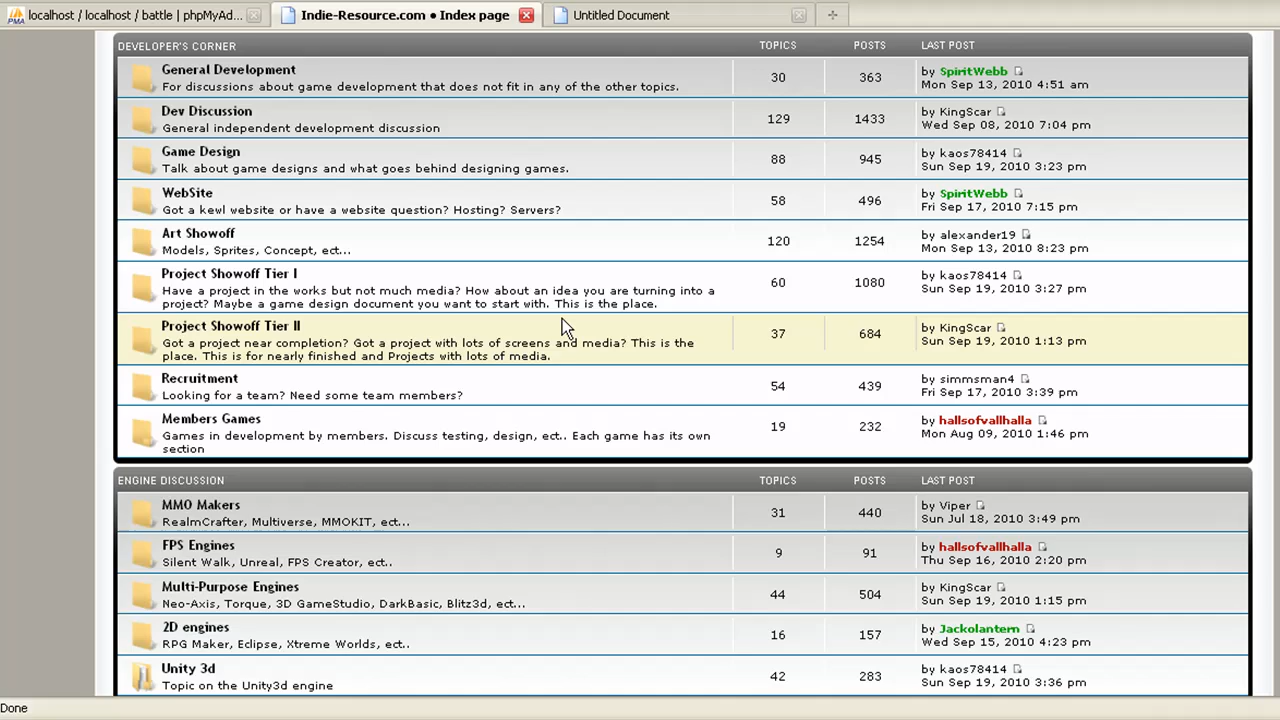 localhost / localhost / battle | phpMyAd... Indie-Resource.com • Index page Untitled Document
DEVELOPER'S CORNER TOPICS POSTS LAST POST
General Development
For discussions about game development that does not fit in any of the other topics.
30 363 by SpiritWebb
Mon Sep 13, 2010 4:51 am
Dev Discussion
General independent development discussion
129 1433 by KingScar
Wed Sep 08, 2010 7:04 pm
Game Design
Talk about game designs and what goes behind designing games.
88 945 by kaos78414
Sun Sep 19, 2010 3:23 pm
WebSite
Got a kewl website or have a website question? Hosting? Servers?
58 496 by SpiritWebb
Fri Sep 17, 2010 7:15 pm
Art Showoff
Models, Sprites, Concept, ect...
120 1254 by alexander19
Mon Sep 13, 2010 8:23 pm
Project Showoff Tier I
Have a project in the works but not much media? How about an idea you are turning into a
project? Maybe a game design document you want to start with. This is the place.
60 1080 by kaos78414
Sun Sep 19, 2010 3:27 pm
Project Showoff Tier II
Got a project near completion? Got a project with lots of screens and media? This is the
place. This is for nearly finished and Projects with lots of media.
37 684 by KingScar
Sun Sep 19, 2010 1:13 pm
Recruitment
Looking for a team? Need some team members?
54 439 by simmsman4
Fri Sep 17, 2010 3:39 pm
Members Games
Games in development by members. Discuss testing, design, ect.. Each game has its own
section
19 232 by hallsofvallhalla
Mon Aug 09, 2010 1:46 pm
ENGINE DISCUSSION TOPICS POSTS LAST POST
MMO Makers
RealmCrafter, Multiverse, MMOKIT, ect...
31 440 by Viper
Sun Jul 18, 2010 3:49 pm
FPS Engines
Silent Walk, Unreal, FPS Creator, ect..
9 91 by hallsofvallhalla
Thu Sep 16, 2010 2:20 pm
Multi-Purpose Engines
Neo-Axis, Torque, 3D GameStudio, DarkBasic, Blitz3d, ect...
44 504 by KingScar
Sun Sep 19, 2010 1:15 pm
2D engines
RPG Maker, Eclipse, Xtreme Worlds, ect..
16 157 by Jackolantern
Wed Sep 15, 2010 4:23 pm
Unity 3d
Topic on the Unity3d engine
42 283 by kaos78414
Sun Sep 19, 2010 3:36 pm
Done